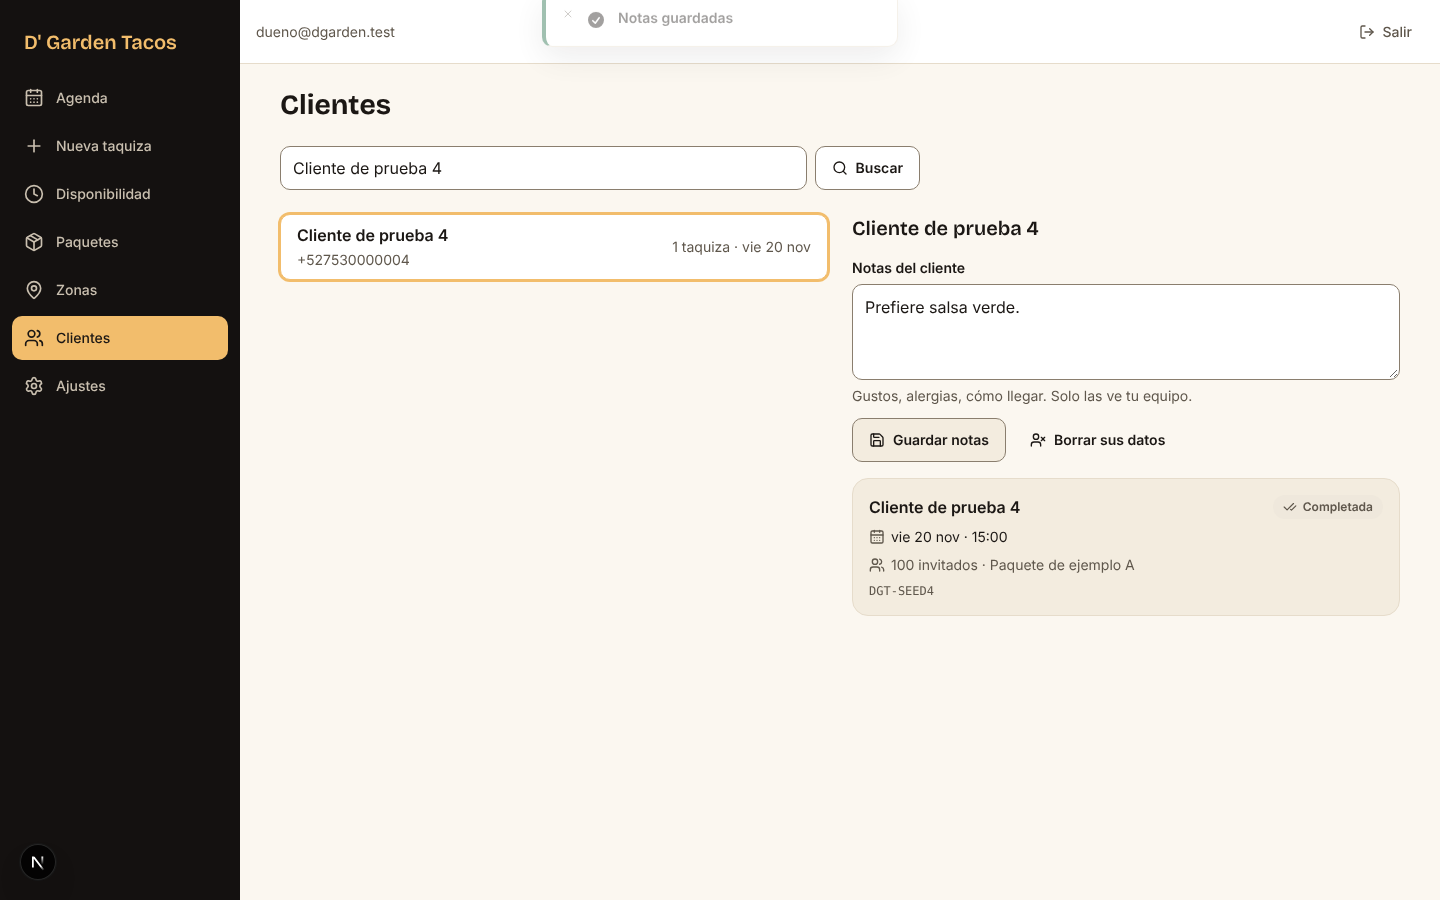 D' Garden Tacos
Agenda
Nueva taquiza
Disponibilidad
Paquetes
Zonas
Clientes
Ajustes
N
dueno@dgarden.test
Notas guardadas
Salir
Clientes
Cliente de prueba 4
Buscar
Cliente de prueba 4
+527530000004
1 taquiza · vie 20 nov
Cliente de prueba 4
Notas del cliente
Prefiere salsa verde.
Gustos, alergias, cómo llegar. Solo las ve tu equipo.
Guardar notas
Borrar sus datos
Cliente de prueba 4
Completada
vie 20 nov · 15:00
100 invitados · Paquete de ejemplo A
DGT-SEED4